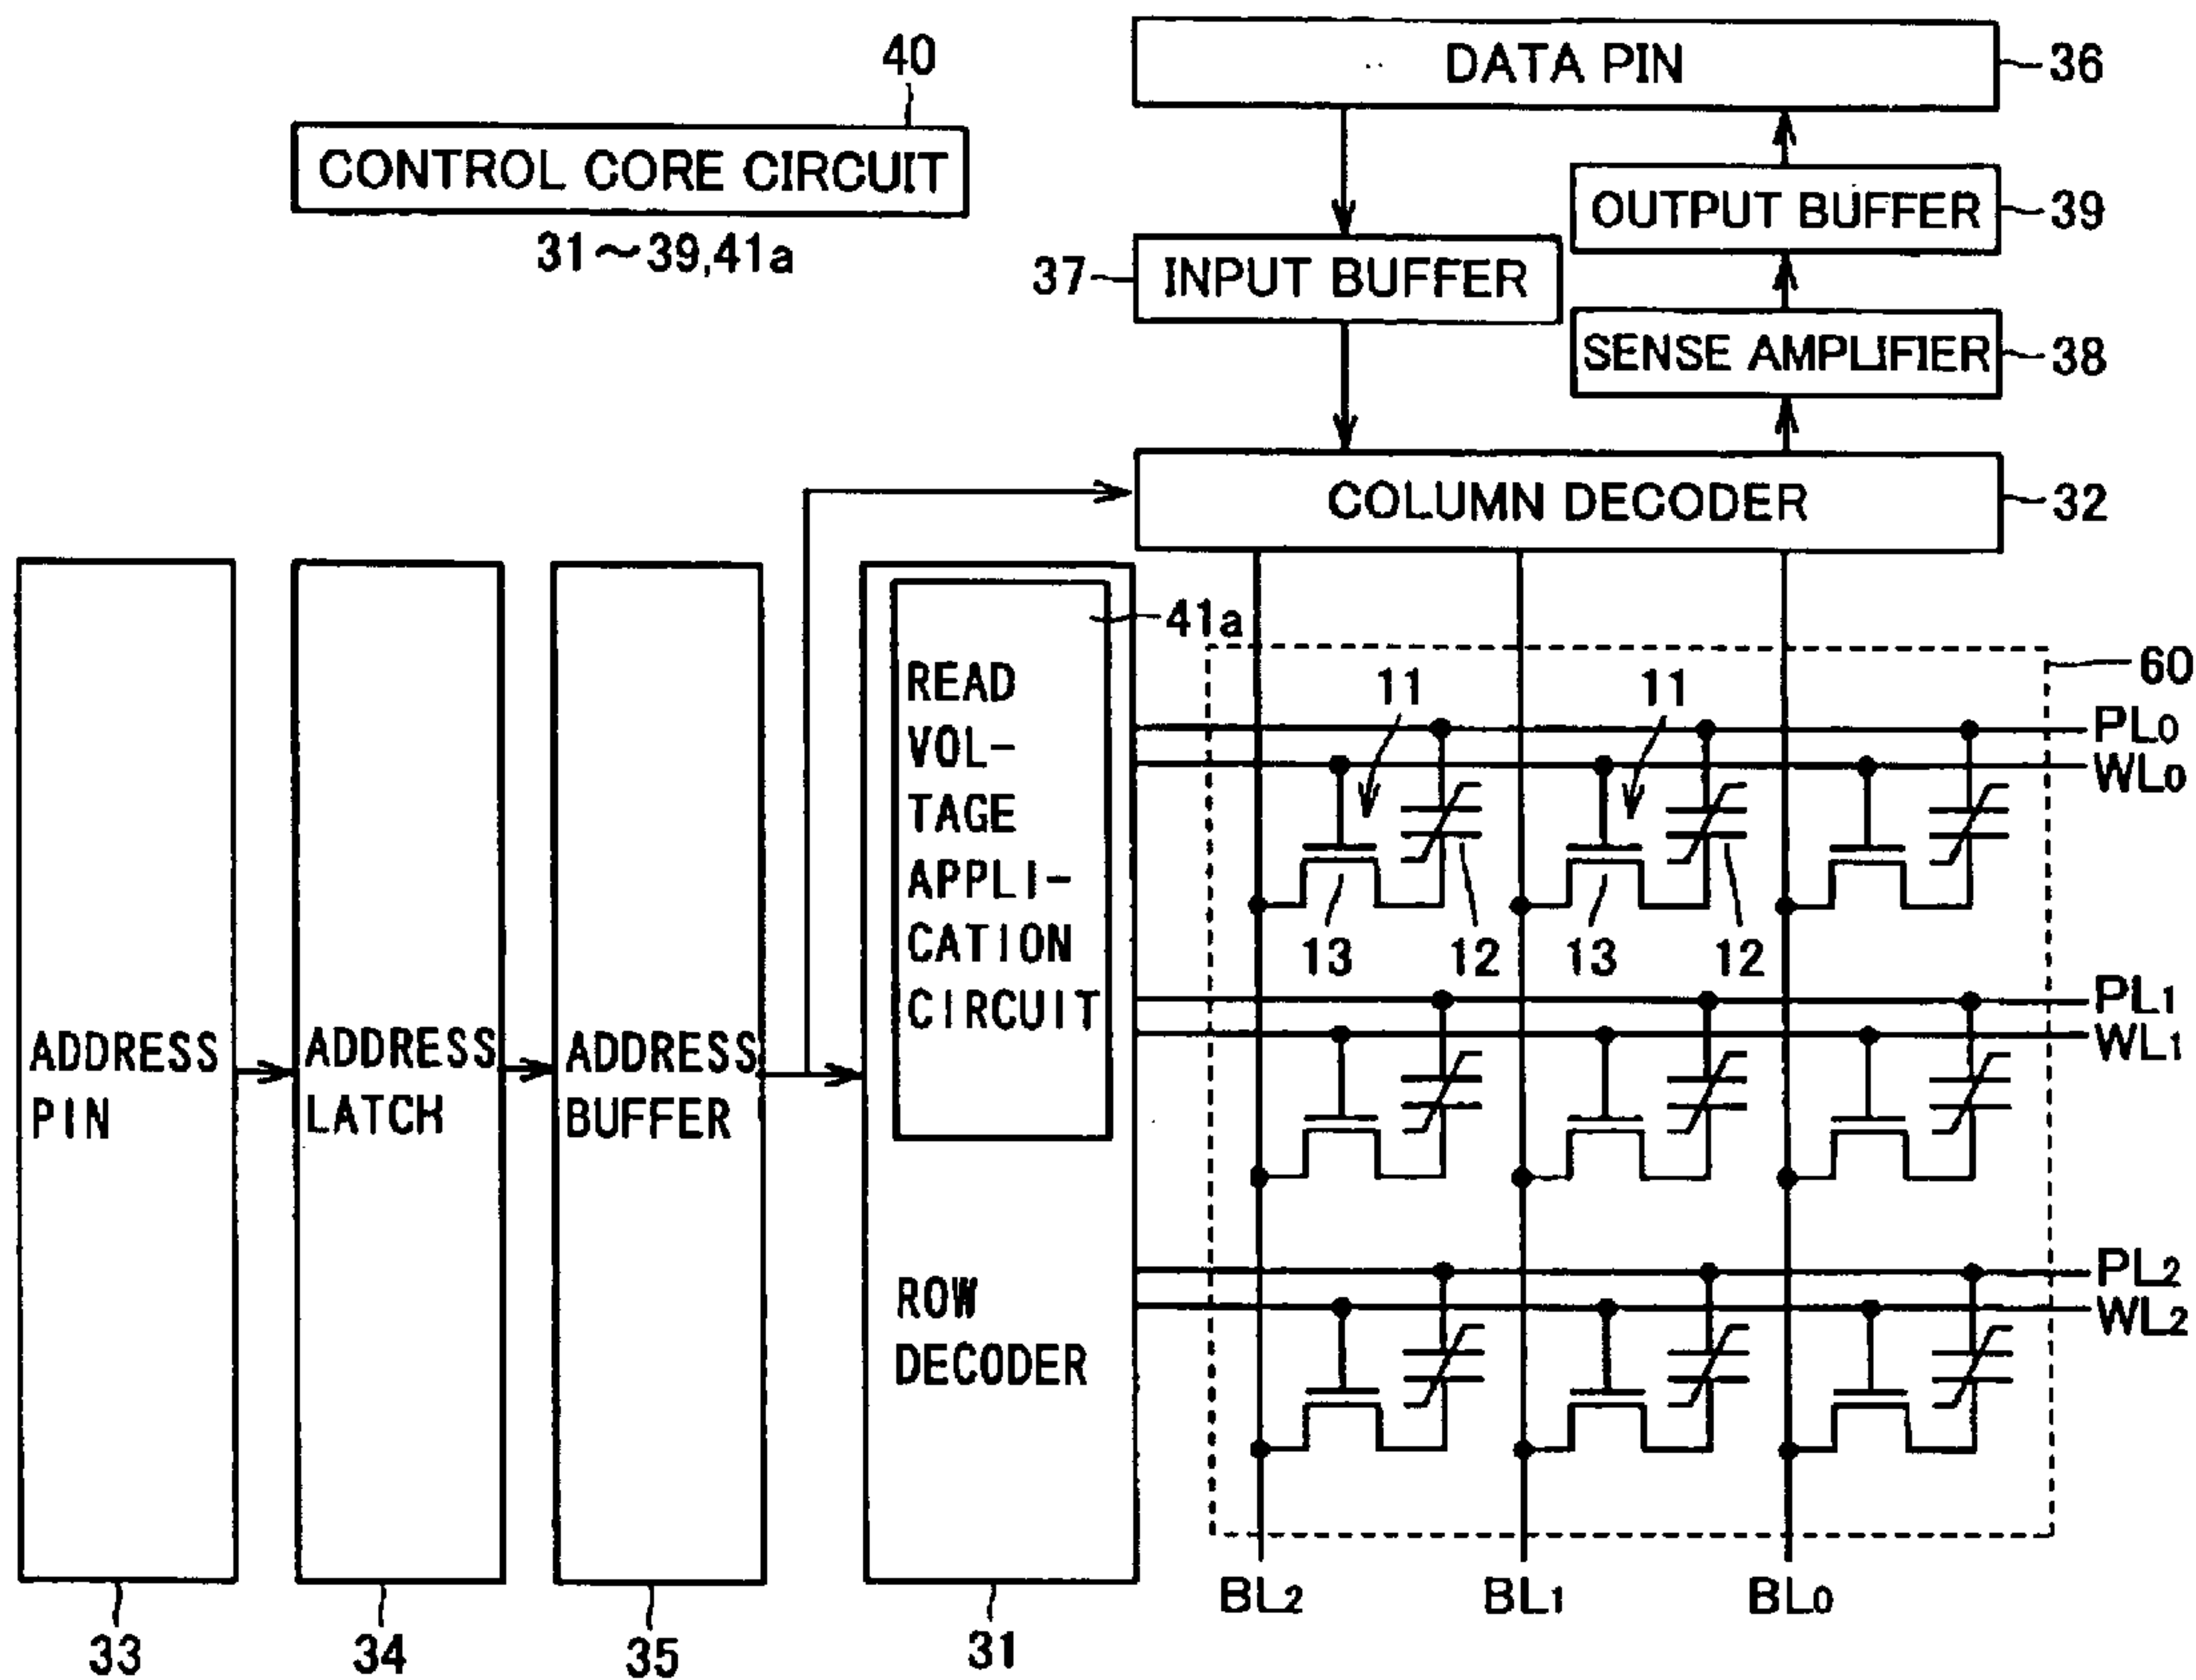 40
CONTROL CORE CIRCUIT
31～39,41a
DATA PIN
36
OUTPUT BUFFER
39
37
INPUT BUFFER
SENSE AMPLIFIER
38
COLUMN DECODER
32
41a
READ
VOL-
TAGE
APPLI-
CATION
CIRCUIT
ROW
DECODER
ADDRESS
PIN
ADDRESS
LATCH
ADDRESS
BUFFER
60
11
11
PL0
WL0
13
12
13
12
PL1
WL1
PL2
WL2
BL2
BL1
BL0
33
34
35
31